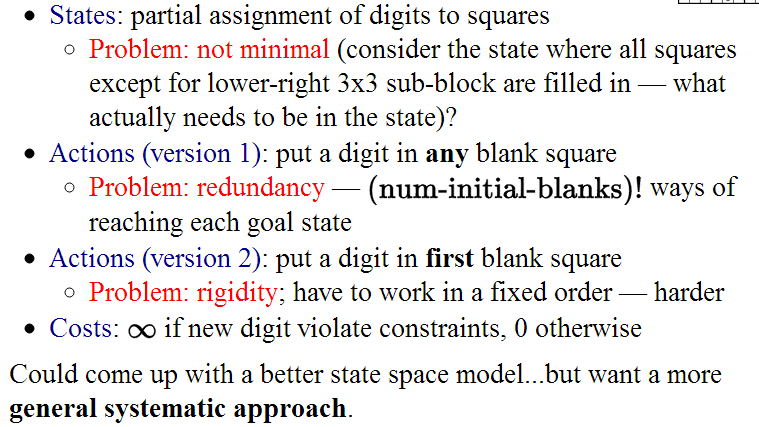 • States: partial assignment of digits to squares
○ Problem: not minimal (consider the state where all squares
except for lower-right 3x3 sub-block are filled in — what
actually needs to be in the state)?
• Actions (version 1): put a digit in any blank square
○ Problem: redundancy — (num-initial-blanks)! ways of
reaching each goal state
• Actions (version 2): put a digit in first blank square
○ Problem: rigidity; have to work in a fixed order — harder
• Costs: ∞ if new digit violate constraints, 0 otherwise
Could come up with a better state space model...but want a more
general systematic approach.